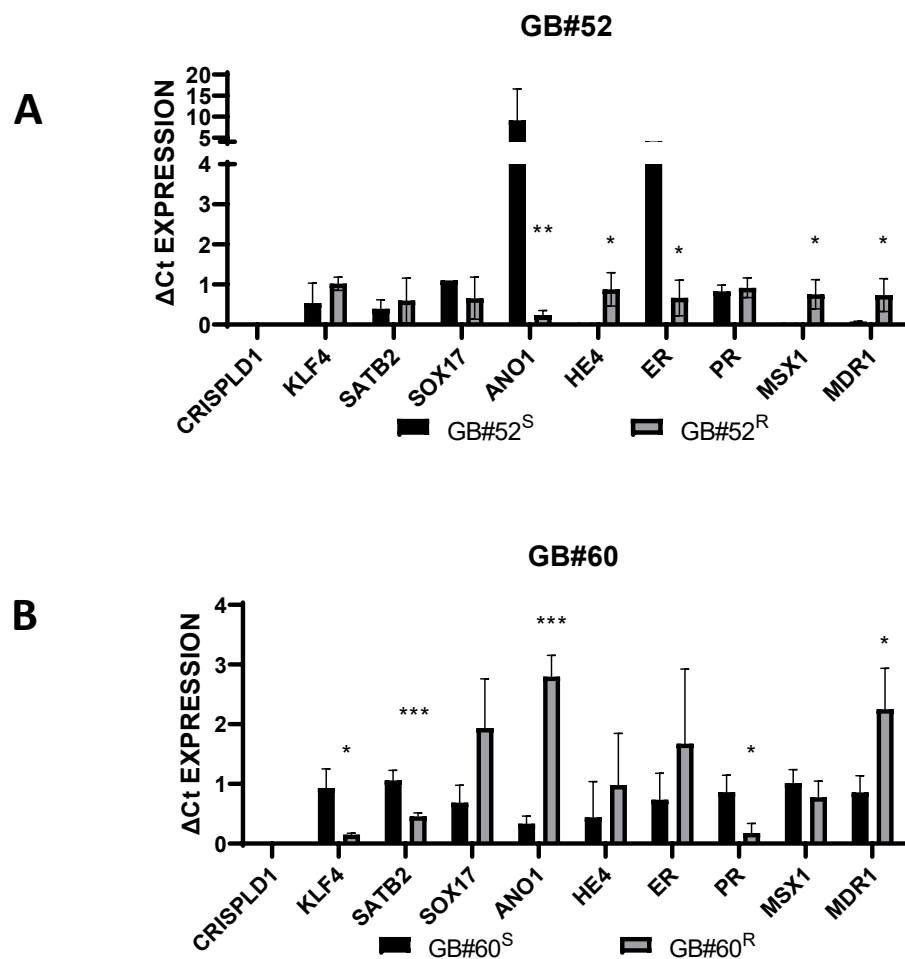 GB#52
A
ΔCt EXPRESSION
20
15
10
5
4
3
2
1
0
** * * * *
CRISPLD1 KLF4 SATB2 SOX17 ANO1 HE4 ER PR MSX1 MDR1
GB#52S GB#52R
GB#60
B
ΔCt EXPRESSION
4
3
2
1
0
* *** *** * *
CRISPLD1 KLF4 SATB2 SOX17 ANO1 HE4 ER PR MSX1 MDR1
GB#60S GB#60R